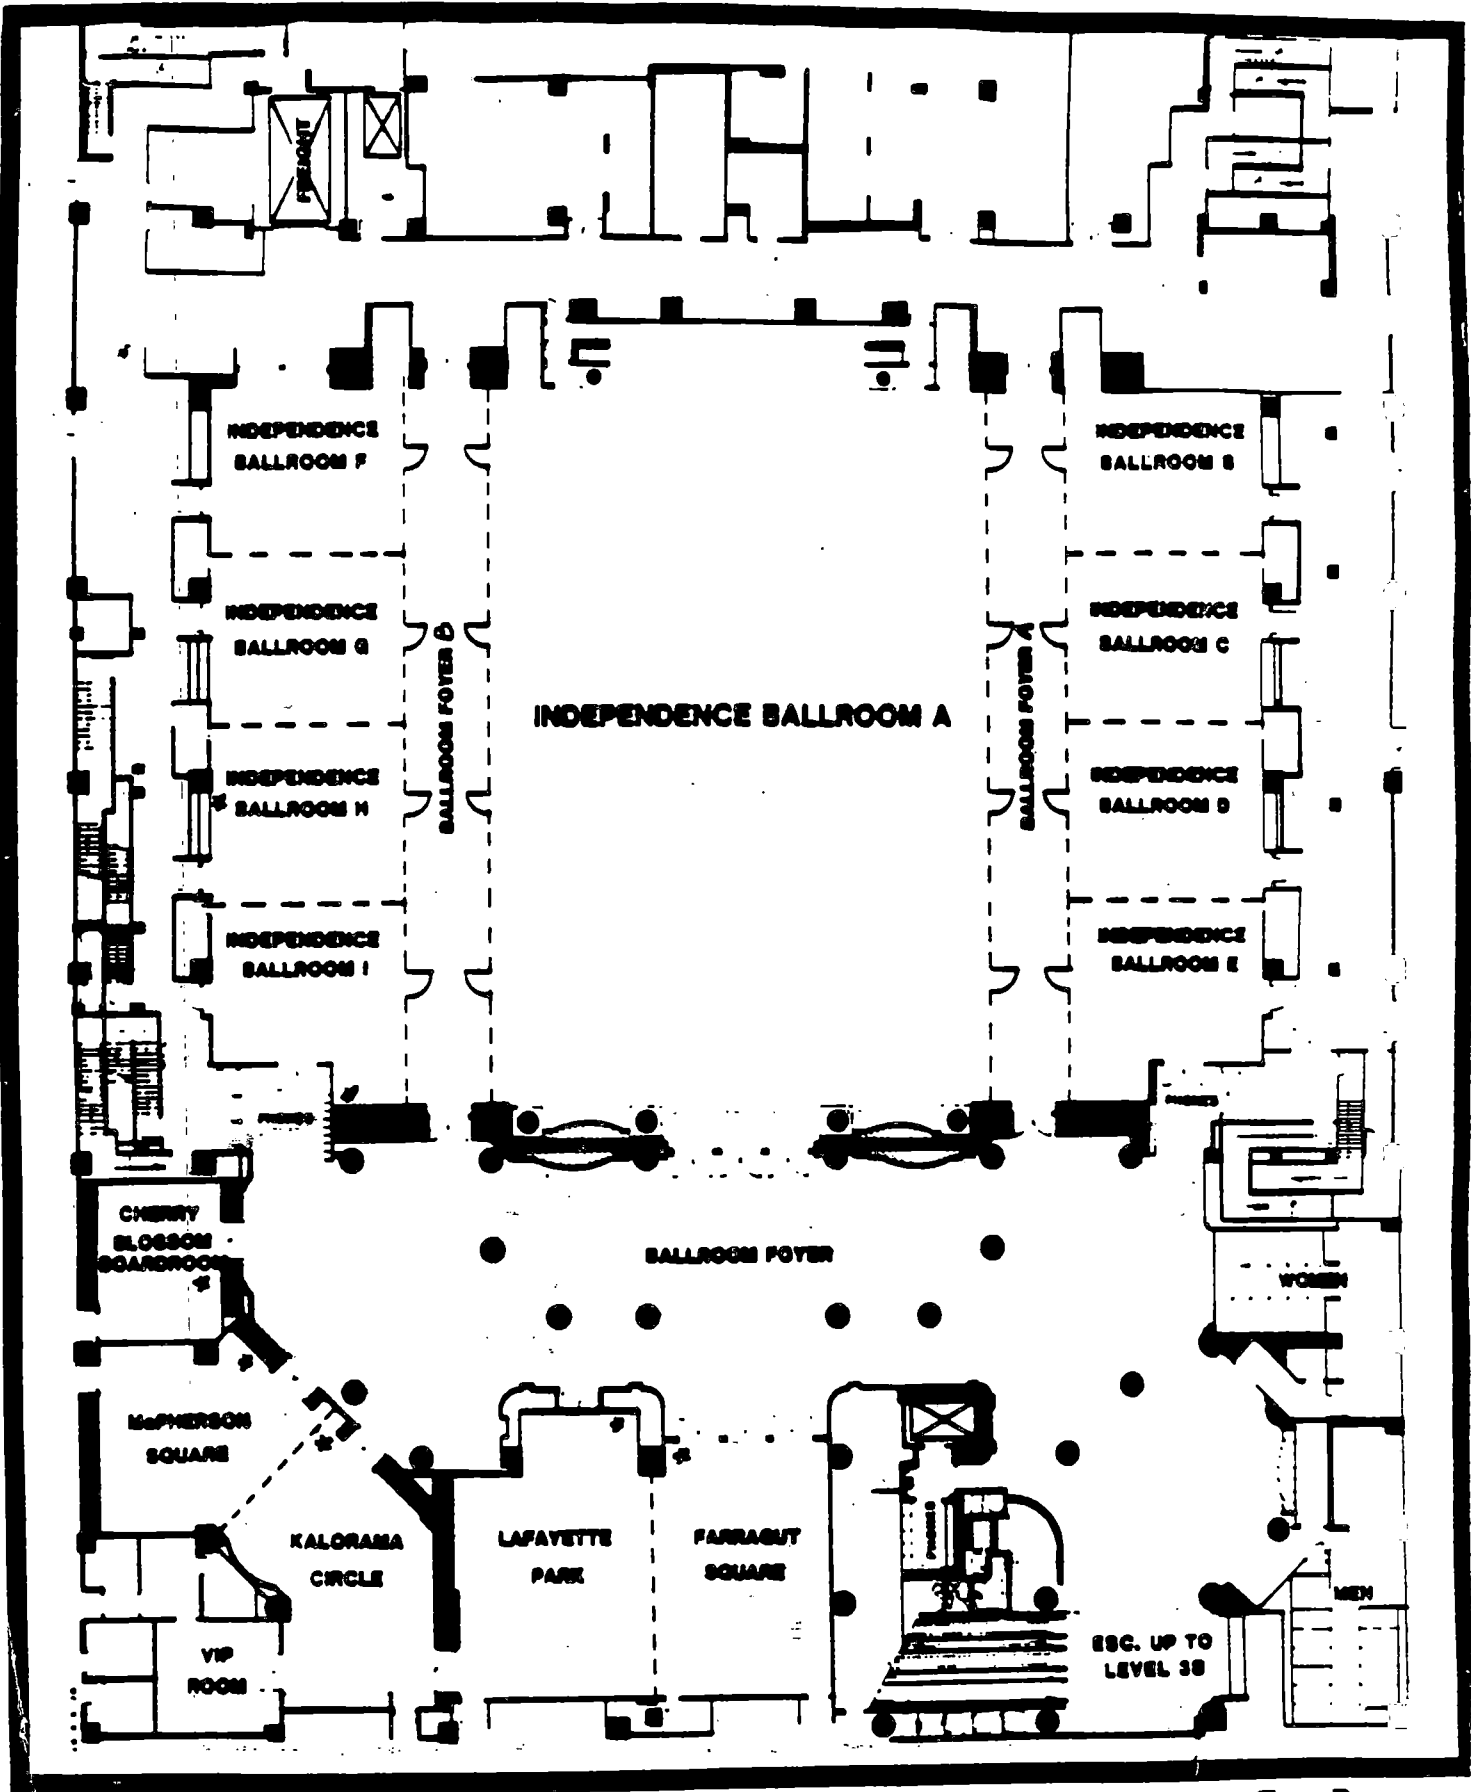 FREIGHT
INDEPENDENCE
BALLROOM F
INDEPENDENCE
BALLROOM B
INDEPENDENCE
BALLROOM G
INDEPENDENCE
BALLROOM C
BALLROOM FOYER B
INDEPENDENCE BALLROOM A
BALLROOM FOYER A
INDEPENDENCE
BALLROOM H
INDEPENDENCE
BALLROOM D
INDEPENDENCE
BALLROOM I
INDEPENDENCE
BALLROOM E
PHONES
PHONES
CHERRY
BLOSSOM
BOARDROOM
BALLROOM FOYER
WOMEN
McPHERSON
SQUARE
KALORAMA
CIRCLE
LAFAYETTE
PARK
FARRAGUT
SQUARE
PHONES
MEN
VIP
ROOM
ESC. UP TO
LEVEL 3B